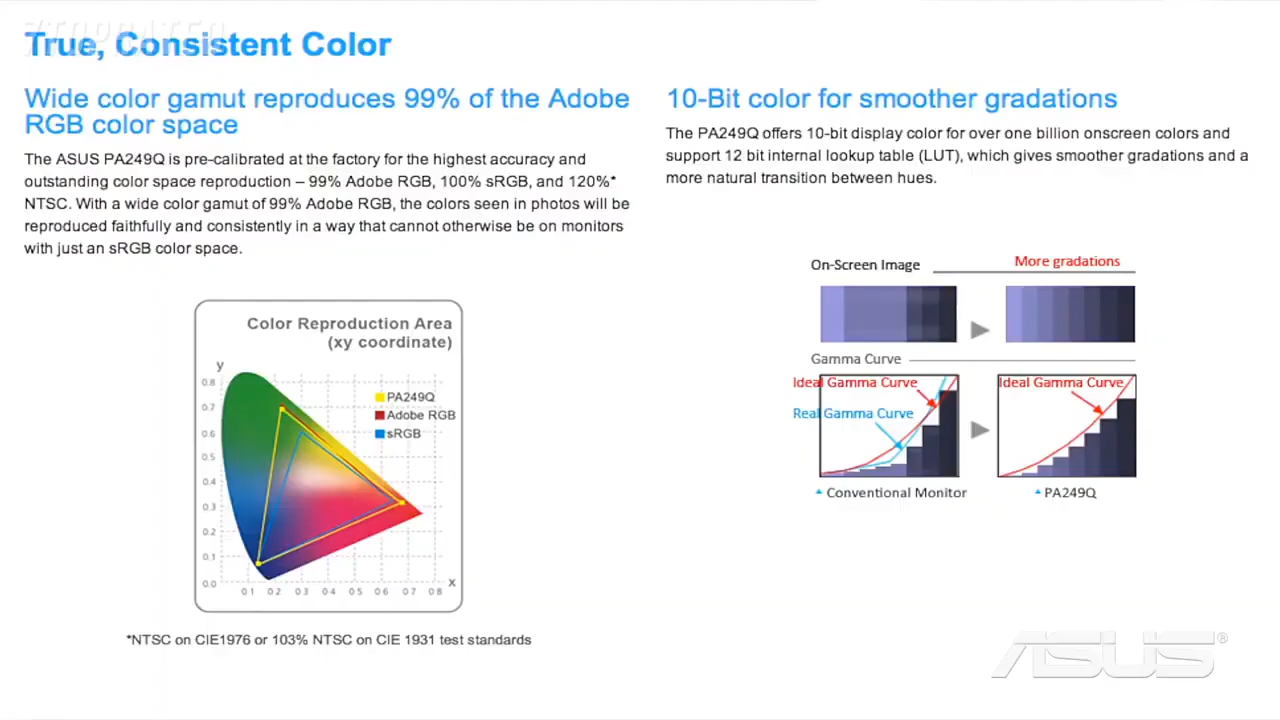 7TOPRATED
True, Consistent Color
Wide color gamut reproduces 99% of the Adobe
RGB color space
The ASUS PA249Q is pre-calibrated at the factory for the highest accuracy and
outstanding color space reproduction – 99% Adobe RGB, 100% sRGB, and 120%*
NTSC. With a wide color gamut of 99% Adobe RGB, the colors seen in photos will be
reproduced faithfully and consistently in a way that cannot otherwise be on monitors
with just an sRGB color space.
Color Reproduction Area
(xy coordinate)
y
0.8
0.7
0.6
0.5
0.4
0.3
0.2
0.1
0.0
PA249Q
Adobe RGB
sRGB
0.1 0.2 0.3 0.4 0.5 0.6 0.7 0.8
x
*NTSC on CIE1976 or 103% NTSC on CIE 1931 test standards
10-Bit color for smoother gradations
The PA249Q offers 10-bit display color for over one billion onscreen colors and
support 12 bit internal lookup table (LUT), which gives smoother gradations and a
more natural transition between hues.
On-Screen Image
More gradations
Gamma Curve
Ideal Gamma Curve
Real Gamma Curve
Ideal Gamma Curve
Conventional Monitor
PA249Q
ASUS®